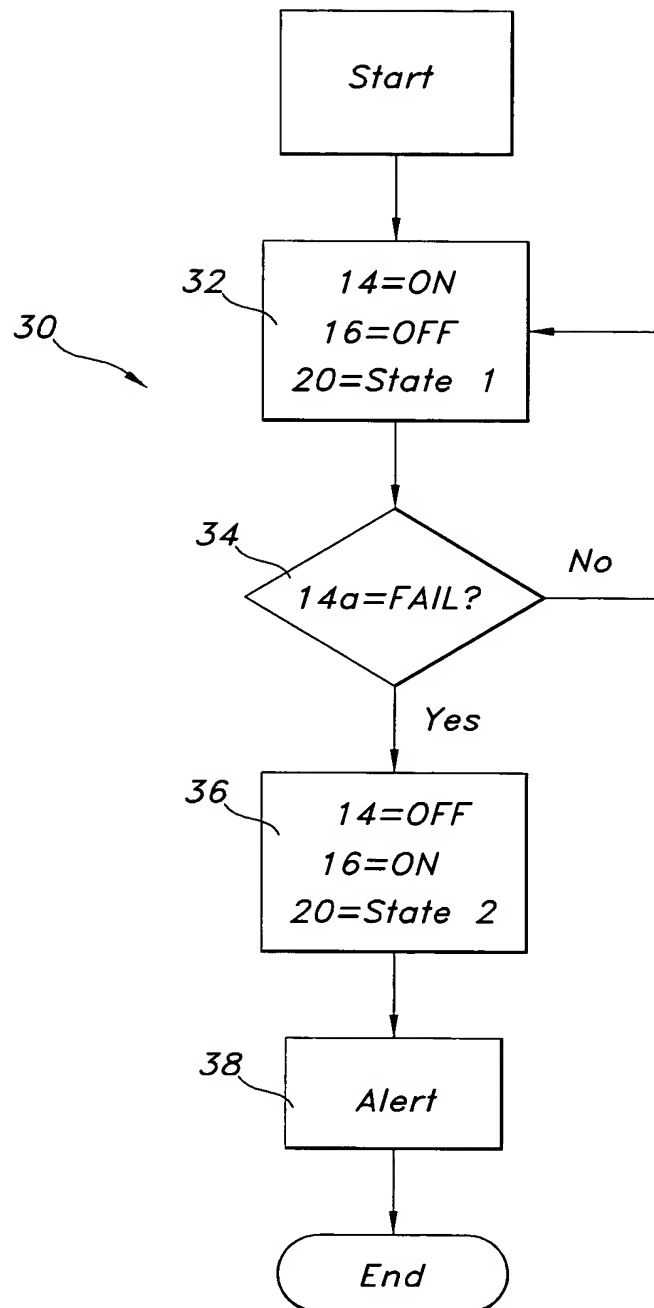 Start
32
14=ON
30
16=OFF
20=State 1
34
No
14a=FAIL?
Yes
36
14=OFF
16=ON
20=State 2
38
Alert
End